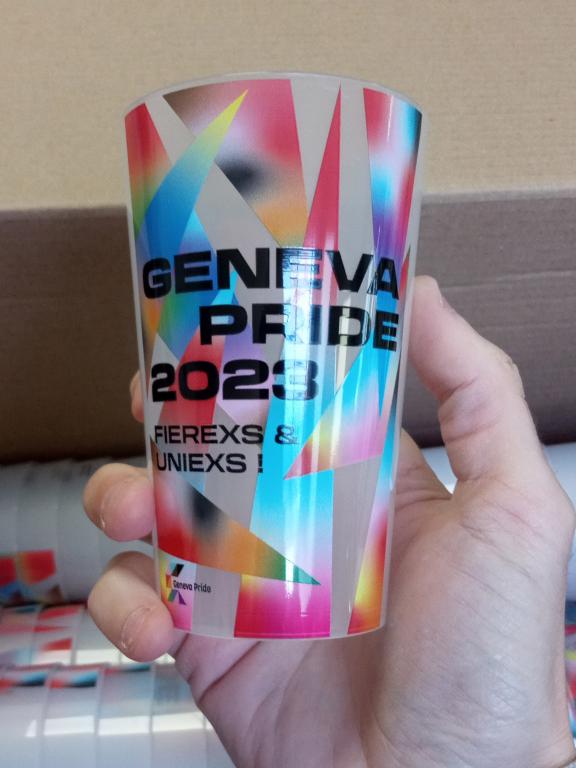 GENEVA
PRIDE
2023
FIEREXS &
UNIEXS !
Geneva Pride